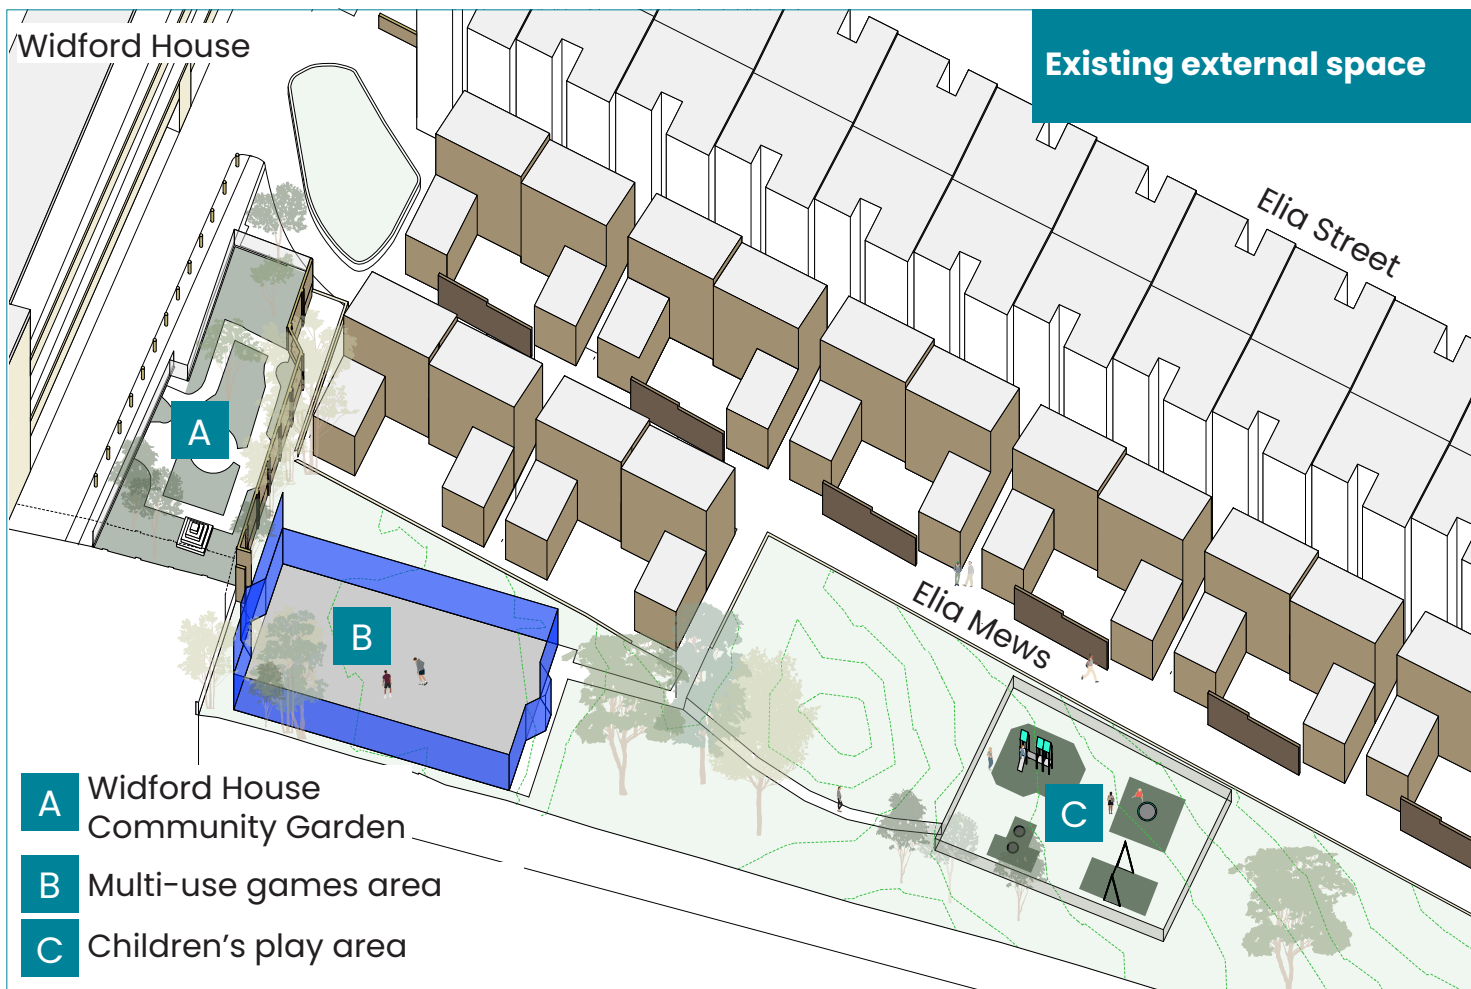 Widford House
Existing external space
Elia Street
A
B
Elia Mews
C
A Widford House
Community Garden
B Multi-use games area
C Children’s play area